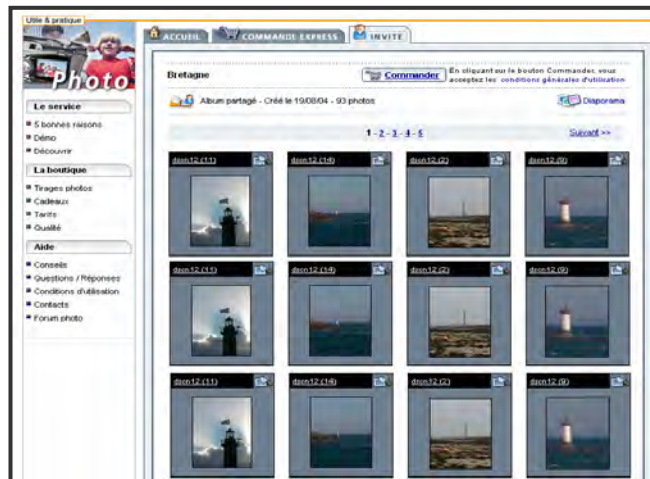 Utile & pratique
Photo
ACCUEIL
COMMANDE EXPRESS
INVITE
Le service
5 bonnes raisons
Démo
Découvrir
La boutique
Tirages photos
Cadeaux
Tarifs
Qualité
Aide
Conseils
Questions / Réponses
Conditions d'utilisation
Contacts
Forum photo
Bretagne
Commander
En cliquant sur le bouton Commander, vous
acceptez les conditions générales d'utilisation
Album partagé - Créé le 19/08/04 - 93 photos
Diaporama
1 - 2 - 3 - 4 - 5
Suivant >>
dscn12 (11)
dscn12 (14)
dscn12 (2)
dscn12 (9)
dscn12 (11)
dscn12 (14)
dscn12 (2)
dscn12 (9)
dscn12 (11)
dscn12 (14)
dscn12 (2)
dscn12 (9)